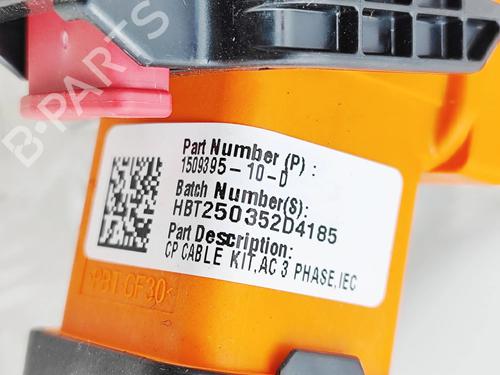 B-PARTS
Part Number (P) :
1509395-10-D
Batch Number(S):
HBT250352D4185
Part Description:
CP CABLE KIT,AC 3 PHASE,IEC
>PBT GF30<